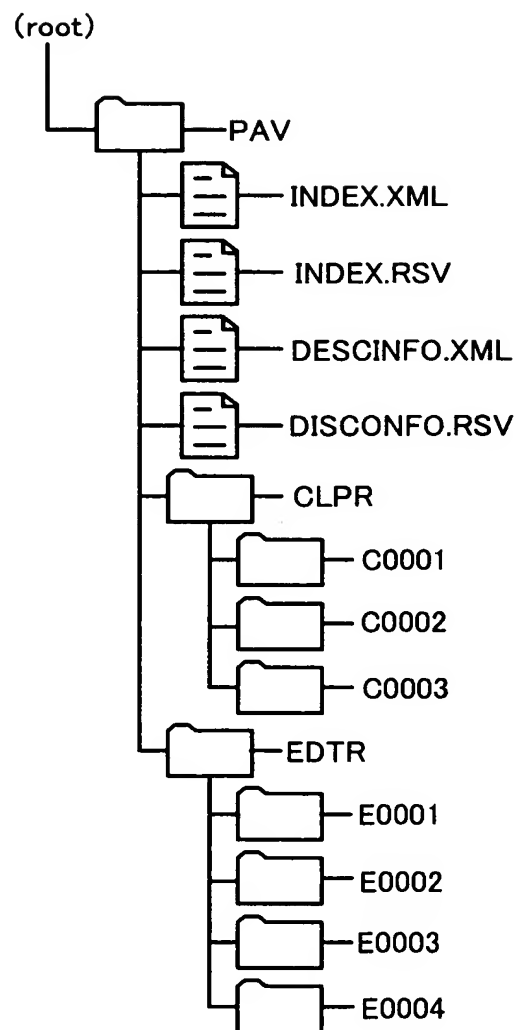 (root)
PAV
INDEX.XML
INDEX.RSV
DESCINFO.XML
DISCONFO.RSV
CLPR
C0001
C0002
C0003
EDTR
E0001
E0002
E0003
E0004